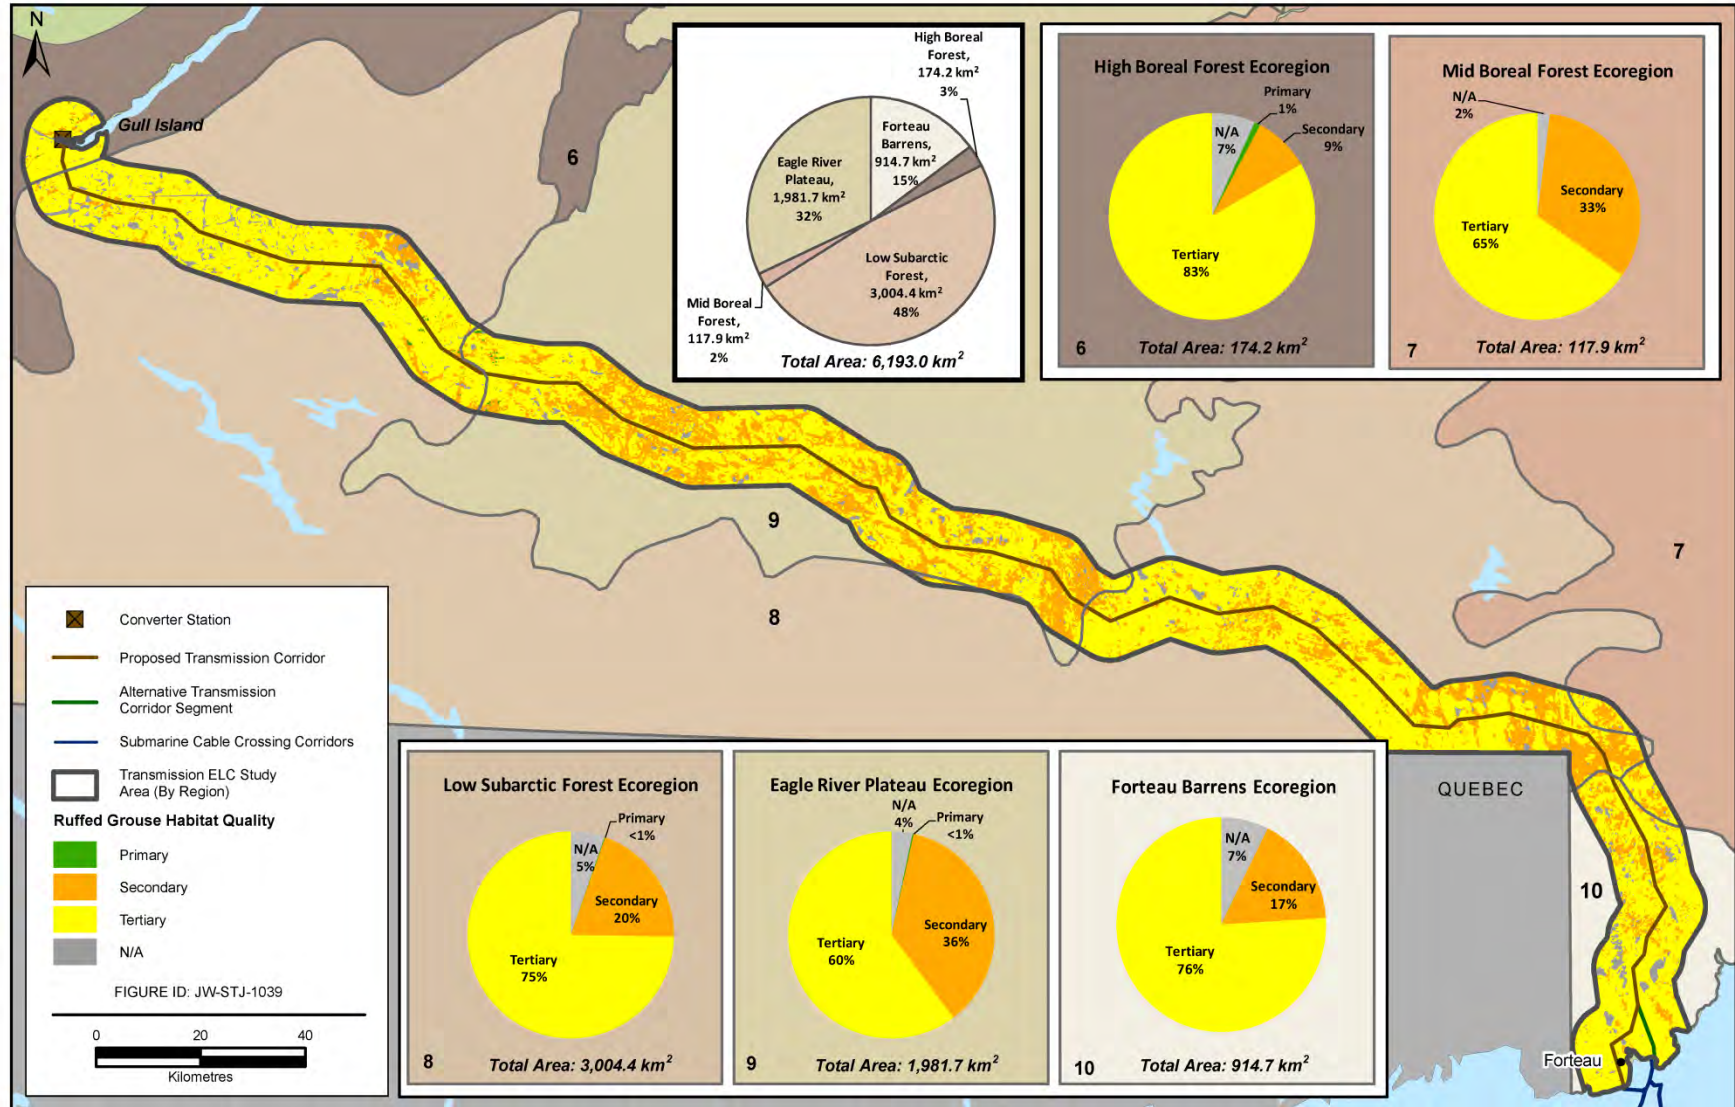 N
Gull Island
6
High Boreal
Forest,
174.2 km²
3%
Forteau
Barrens,
914.7 km²
15%
Eagle River
Plateau,
1,981.7 km²
32%
Low Subarctic
Forest,
3,004.4 km²
48%
Mid Boreal
Forest,
117.9 km²
2%
Total Area: 6,193.0 km²
High Boreal Forest Ecoregion
Primary
1%
N/A
7%
Secondary
9%
Tertiary
83%
6 Total Area: 174.2 km²
Mid Boreal Forest Ecoregion
N/A
2%
Secondary
33%
Tertiary
65%
7 Total Area: 117.9 km²
9
8
7
10
QUEBEC
Forteau
Converter Station
Proposed Transmission Corridor
Alternative Transmission
Corridor Segment
Submarine Cable Crossing Corridors
Transmission ELC Study
Area (By Region)
Ruffed Grouse Habitat Quality
Primary
Secondary
Tertiary
N/A
FIGURE ID: JW-STJ-1039
0 20 40
Kilometres
Low Subarctic Forest Ecoregion
Primary
<1%
N/A
5%
Secondary
20%
Tertiary
75%
8 Total Area: 3,004.4 km²
Eagle River Plateau Ecoregion
N/A
4%
Primary
<1%
Secondary
36%
Tertiary
60%
9 Total Area: 1,981.7 km²
Forteau Barrens Ecoregion
N/A
7%
Secondary
17%
Tertiary
76%
10 Total Area: 914.7 km²